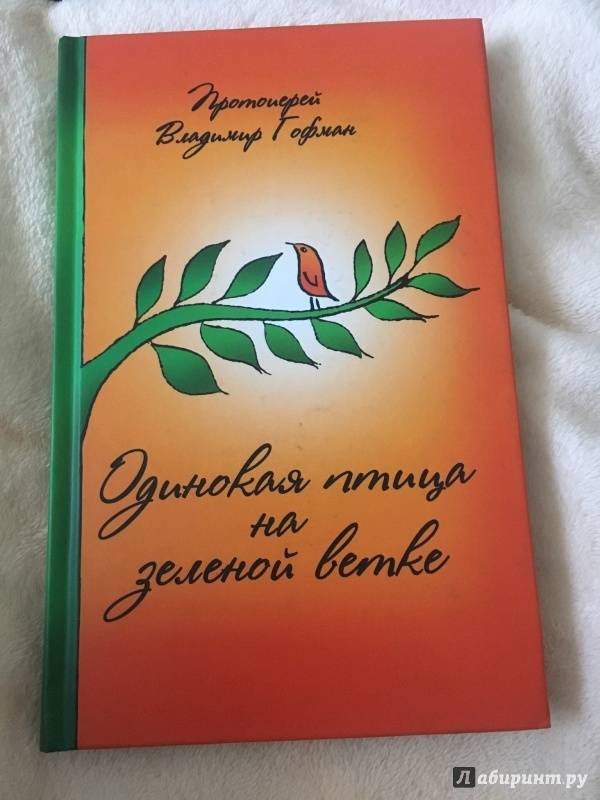 Протоиерей
Владимир Гофман
Одинокая птица
на
зеленой ветке
Лабиринт.ру